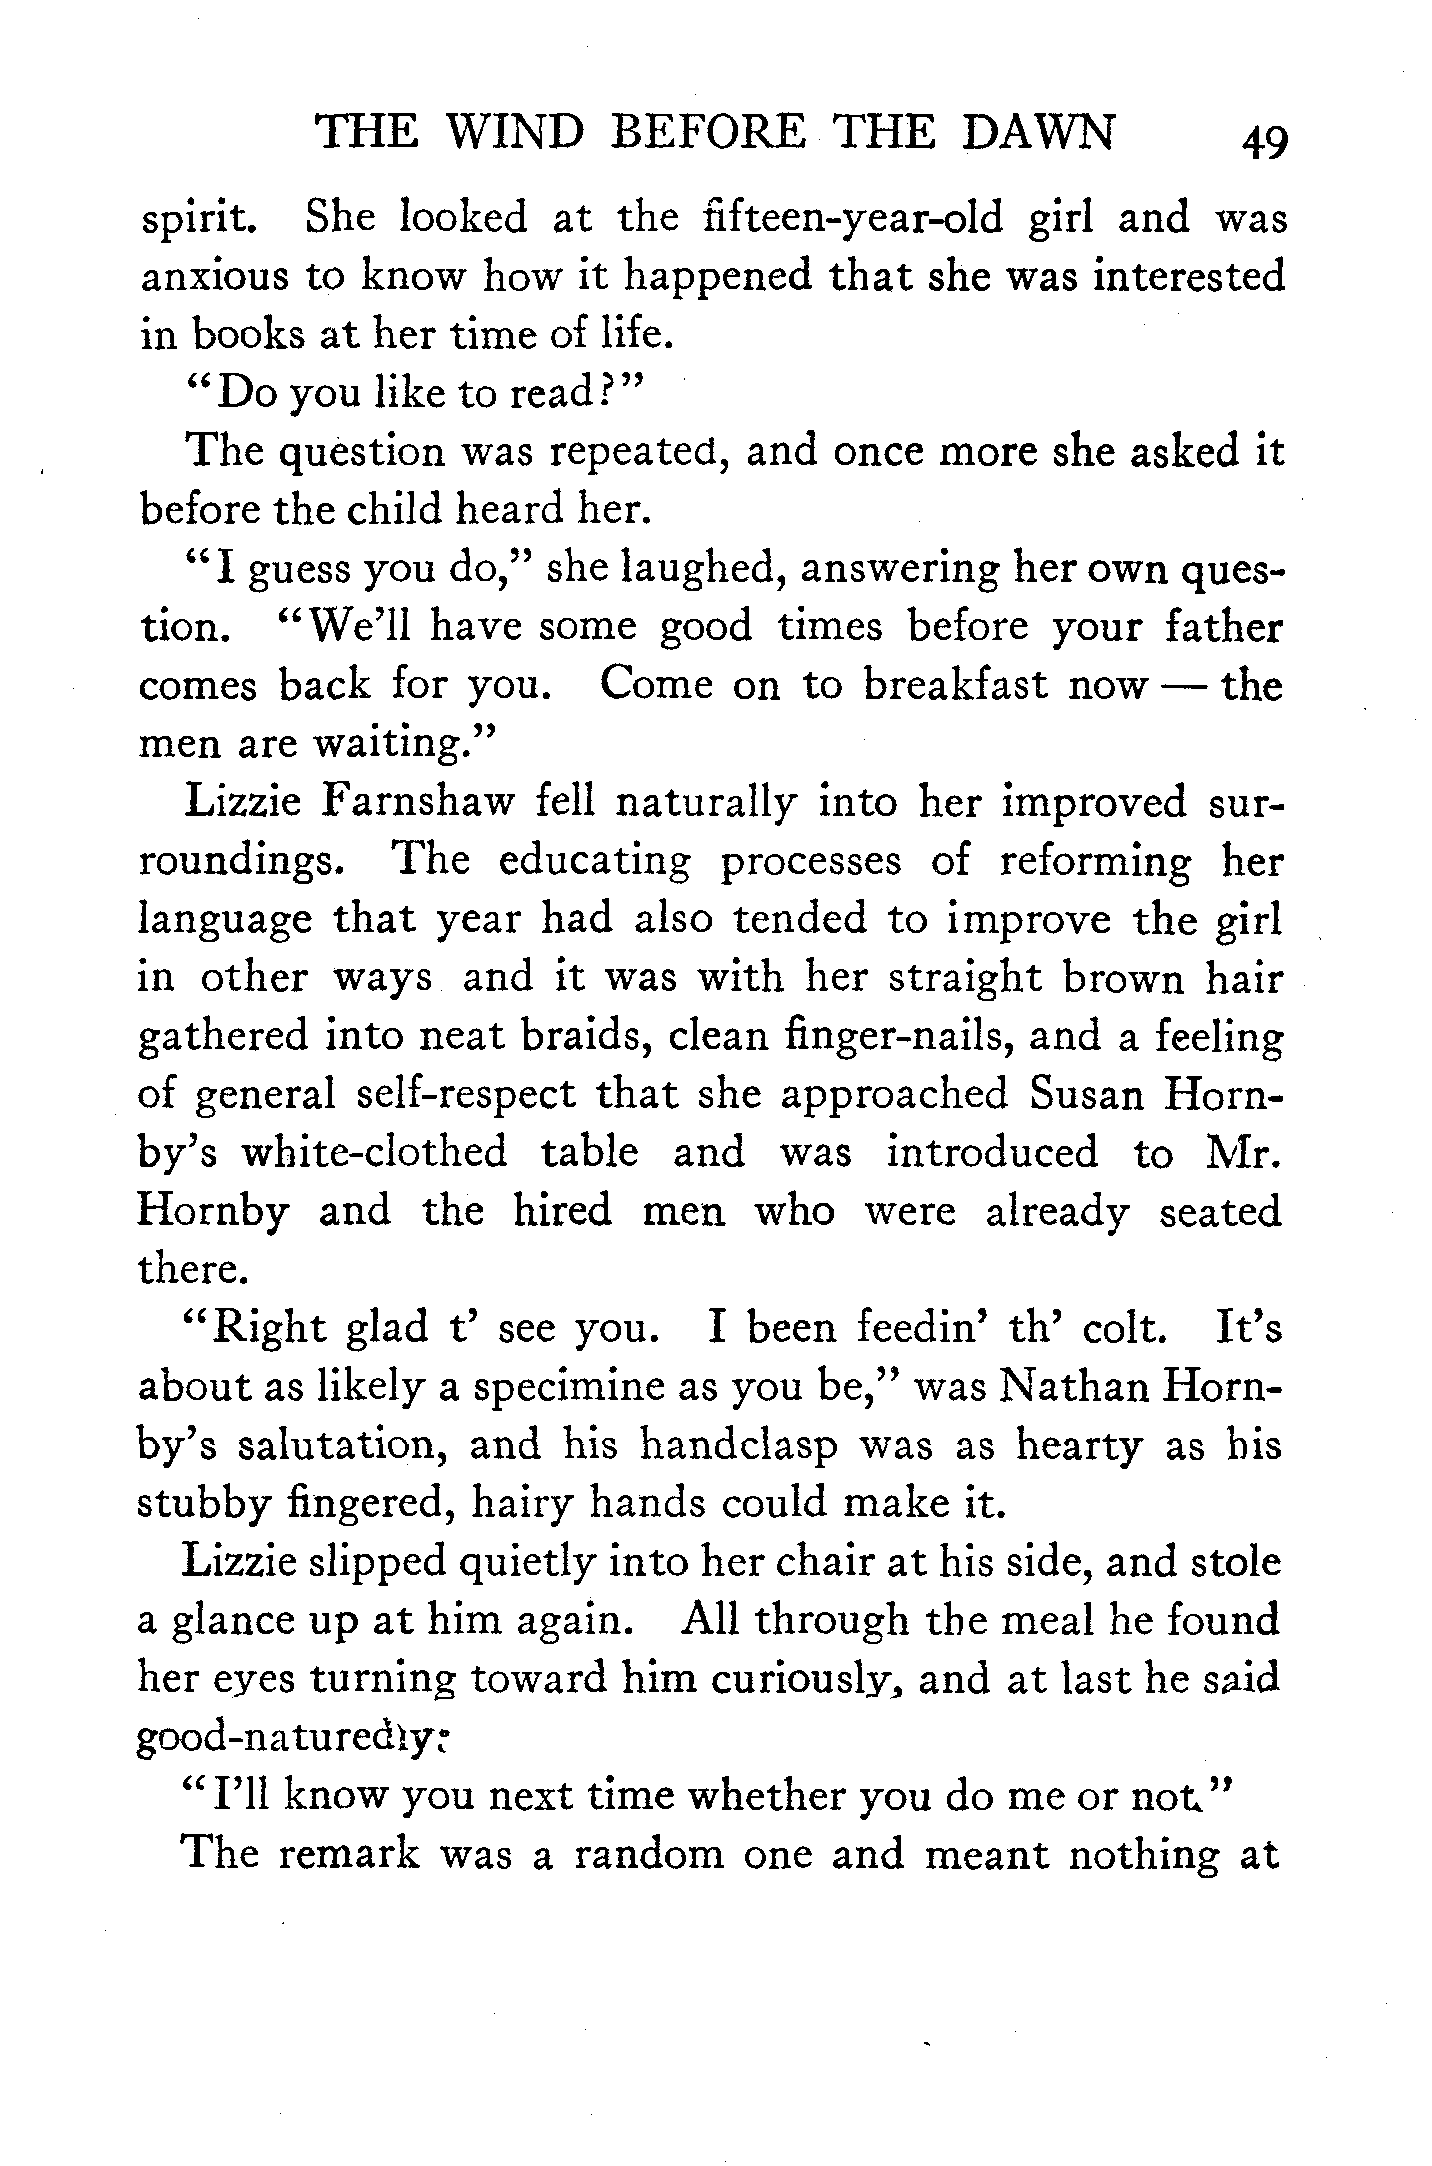 THE WIND BEFORE THE DAWN 49
spirit. She looked at the fifteen-year-old girl and was
anxious to know how it happened that she was interested
in books at her time of life.
"Do you like to read?"
The question was repeated, and once more she asked it
before the child heard her.
"I guess you do," she laughed, answering her own ques-
tion. "We'll have some good times before your father
comes back for you. Come on to breakfast now — the
men are waiting."
Lizzie Farnshaw fell naturally into her improved sur-
roundings. The educating processes of reforming her
language that year had also tended to improve the girl
in other ways and it was with her straight brown hair
gathered into neat braids, clean finger-nails, and a feeling
of general self-respect that she approached Susan Horn-
by's white-clothed table and was introduced to Mr.
Hornby and the hired men who were already seated
there.
"Right glad t' see you. I been feedin' th' colt. It's
about as likely a specimine as you be," was Nathan Horn-
by's salutation, and his handclasp was as hearty as his
stubby fingered, hairy hands could make it.
Lizzie slipped quietly into her chair at his side, and stole
a glance up at him again. All through the meal he found
her eyes turning toward him curiously, and at last he said
good-naturedly:
"I'll know you next time whether you do me or not."
The remark was a random one and meant nothing at